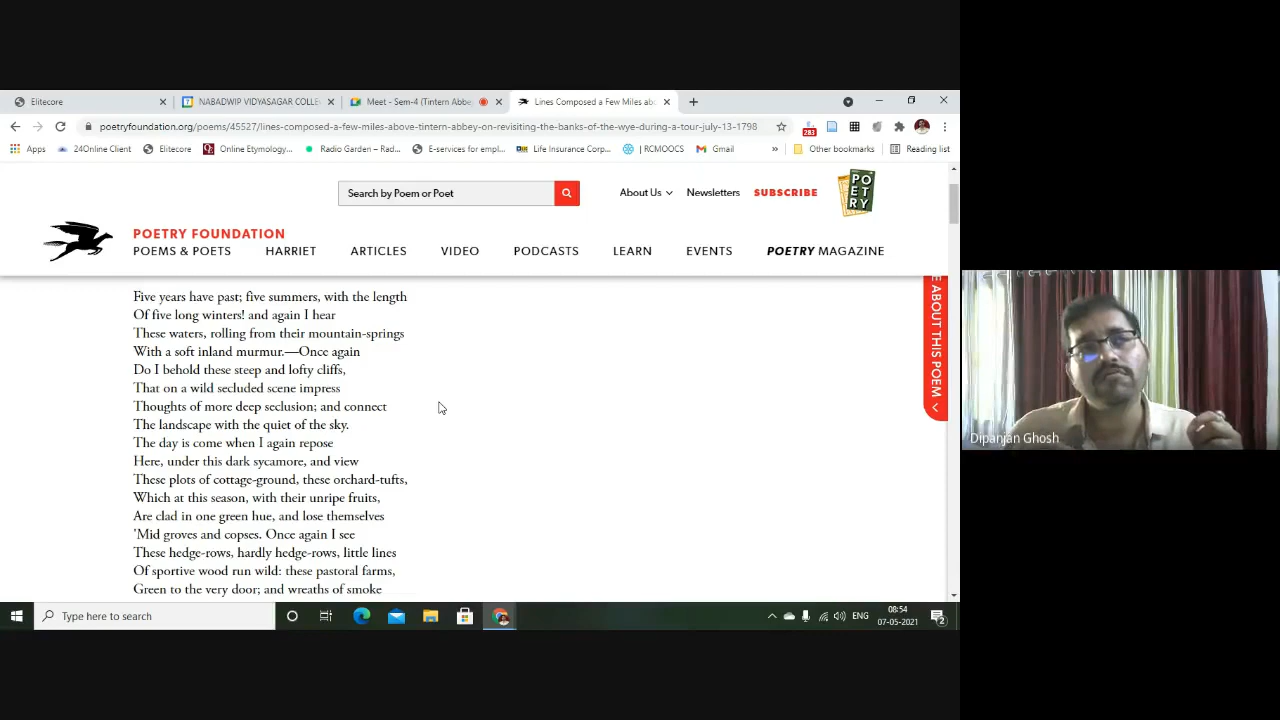 Elitecore
NABADWIP VIDYASAGAR COLLE
Meet - Sem-4 (Tintern Abbe
Lines Composed a Few Miles abo
poetryfoundation.org/poems/45527/lines-composed-a-few-miles-above-tintern-abbey-on-revisiting-the-banks-of-the-wye-during-a-tour-july-13-1798
283
Apps
24Online Client
Elitecore
Online Etymology...
Radio Garden – Rad...
E-services for empl...
Life Insurance Corp...
| RCMOOCS
Gmail
»
Other bookmarks
Reading list
Search by Poem or Poet
About Us
Newsletters
SUBSCRIBE
PO
ET
RY
POETRY FOUNDATION
POEMS & POETS
HARRIET
ARTICLES
VIDEO
PODCASTS
LEARN
EVENTS
POETRY MAGAZINE
Five years have past; five summers, with the length
Of five long winters! and again I hear
These waters, rolling from their mountain-springs
With a soft inland murmur.—Once again
Do I behold these steep and lofty cliffs,
That on a wild secluded scene impress
Thoughts of more deep seclusion; and connect
The landscape with the quiet of the sky.
The day is come when I again repose
Here, under this dark sycamore, and view
These plots of cottage-ground, these orchard-tufts,
Which at this season, with their unripe fruits,
Are clad in one green hue, and lose themselves
'Mid groves and copses. Once again I see
These hedge-rows, hardly hedge-rows, little lines
Of sportive wood run wild: these pastoral farms,
Green to the very door; and wreaths of smoke
E ABOUT THIS POEM
Dipanjan Ghosh
Type here to search
ENG
08:54
07-05-2021
2